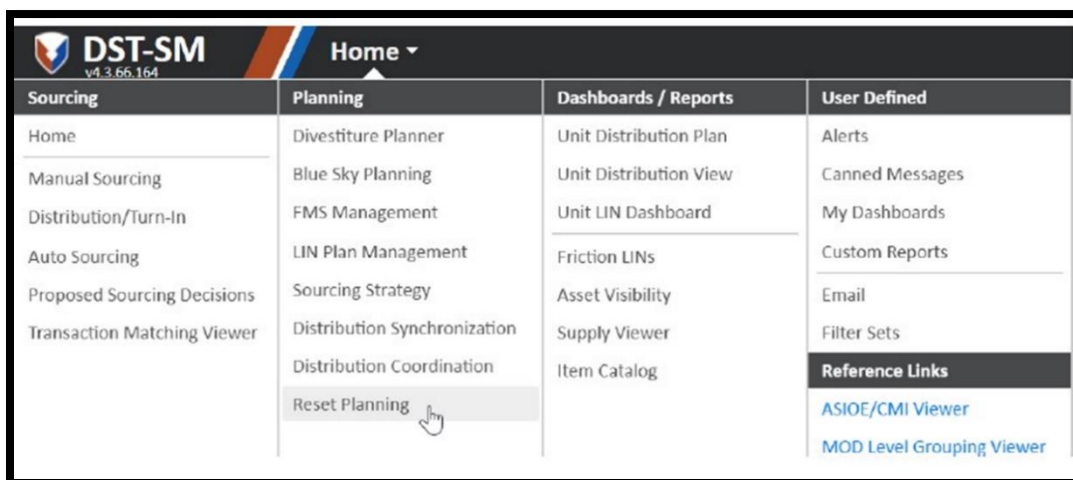 DST-SM
v4.3.66.164
Home
Sourcing
Home
Manual Sourcing
Distribution/Turn-In
Auto Sourcing
Proposed Sourcing Decisions
Transaction Matching Viewer
Planning
Divestiture Planner
Blue Sky Planning
FMS Management
LIN Plan Management
Sourcing Strategy
Distribution Synchronization
Distribution Coordination
Reset Planning
Dashboards / Reports
Unit Distribution Plan
Unit Distribution View
Unit LIN Dashboard
Friction LINs
Asset Visibility
Supply Viewer
Item Catalog
User Defined
Alerts
Canned Messages
My Dashboards
Custom Reports
Email
Filter Sets
Reference Links
ASIOE/CMI Viewer
MOD Level Grouping Viewer